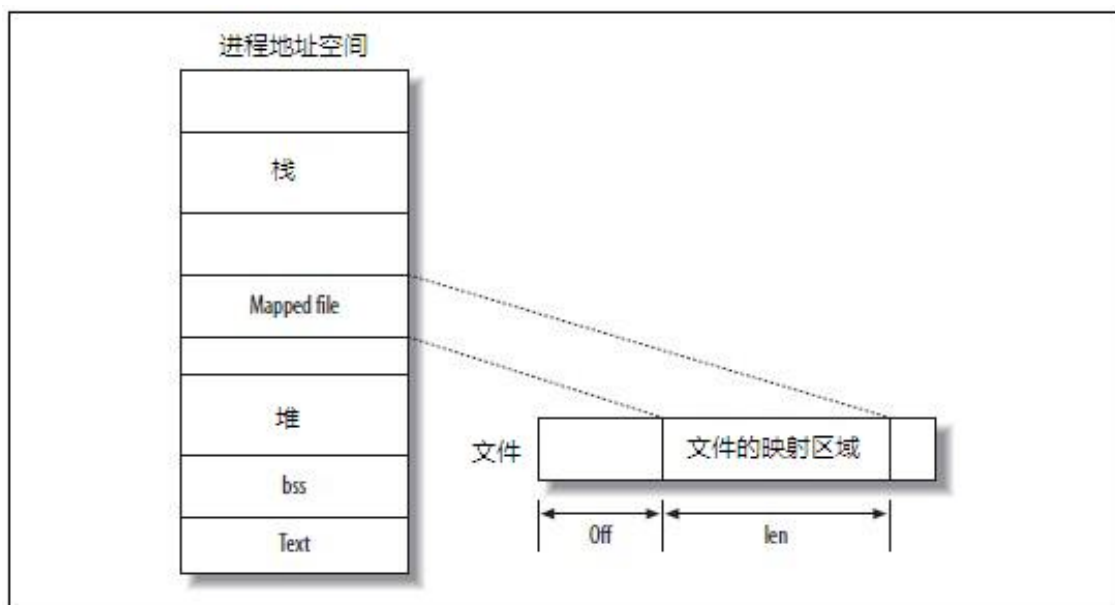 进程地址空间
栈
Mapped file
堆
bss
Text
文件
文件的映射区域
Off
len